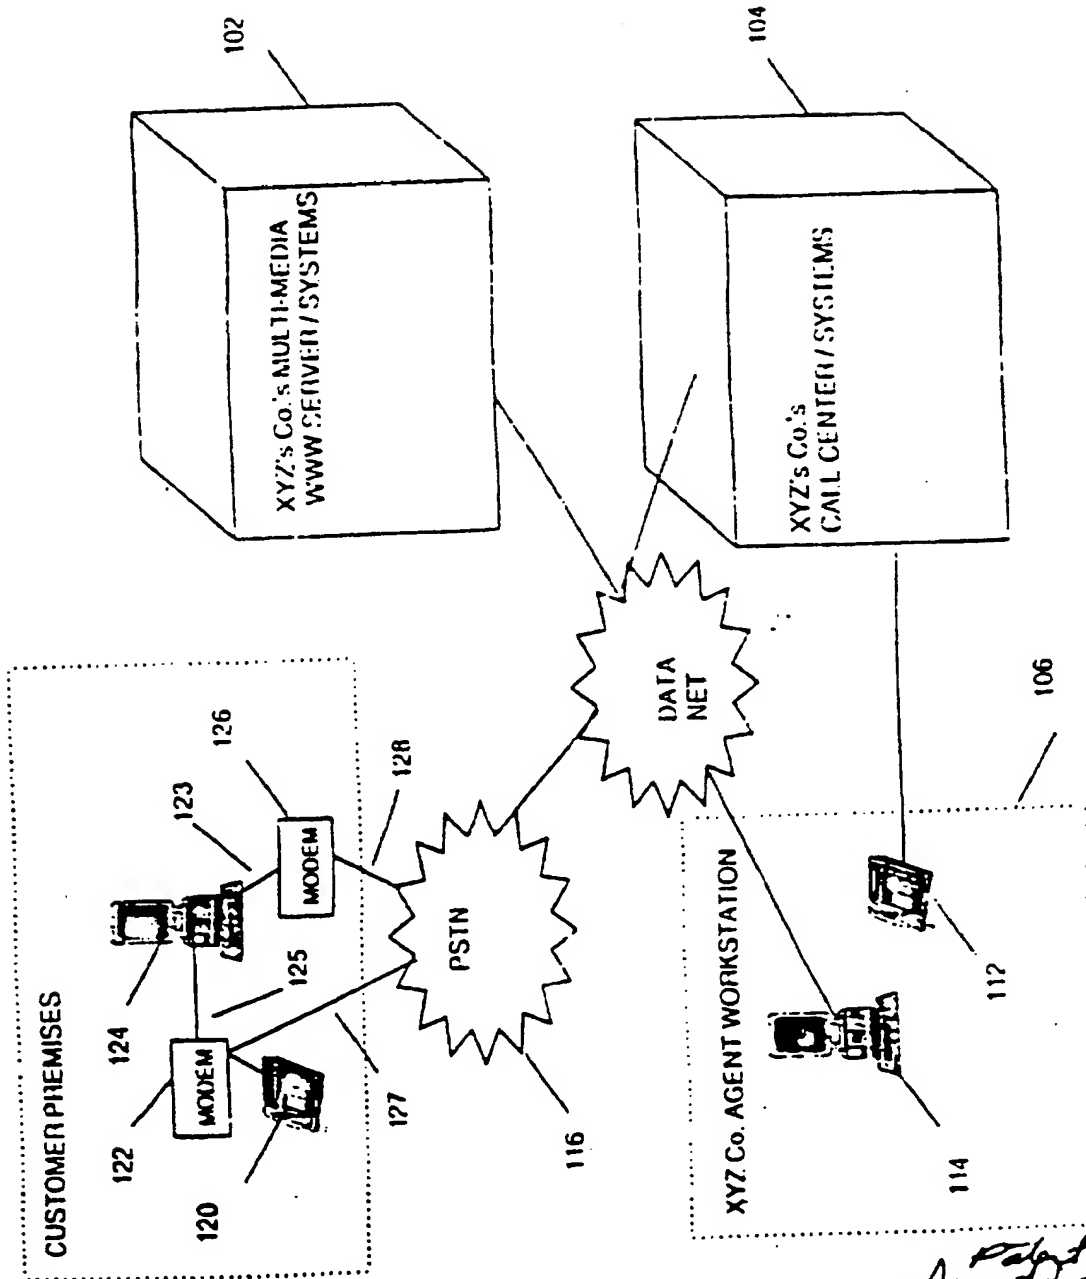 CUSTOMER PREMISES
122
124
125
123
126
120
MODEM
MODEM
127
128
PSTN
116
DATA
NET
XYZ's Co.'s MULTI-MEDIA
WWW SERVER / SYSTEMS
102
XYZ's Co.'s
CALL CENTER / SYSTEMS
104
XYZ Co. AGENT WORKSTATION
106
114
112